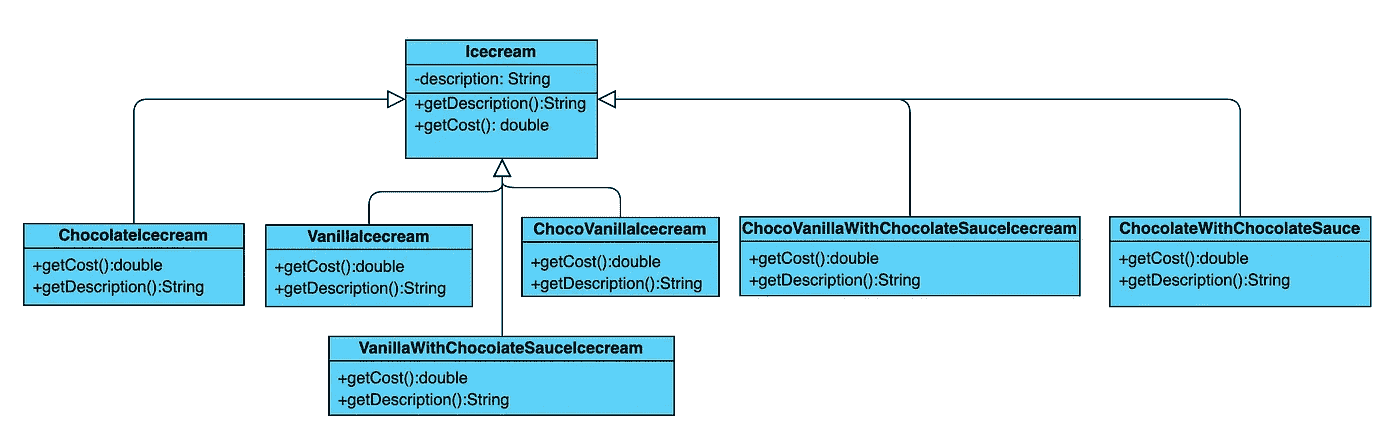 Icecream
-description: String
+getDescription():String
+getCost(): double
ChocolateIcecream
+getCost():double
+getDescription():String
VanillaIcecream
+getCost():double
+getDescription():String
ChocoVanillaIcecream
+getCost():double
+getDescription():String
ChocoVanillaWithChocolateSauceIcecream
+getCost():double
+getDescription():String
ChocolateWithChocolateSauce
+getCost():double
+getDescription():String
VanillaWithChocolateSauceIcecream
+getCost():double
+getDescription():String